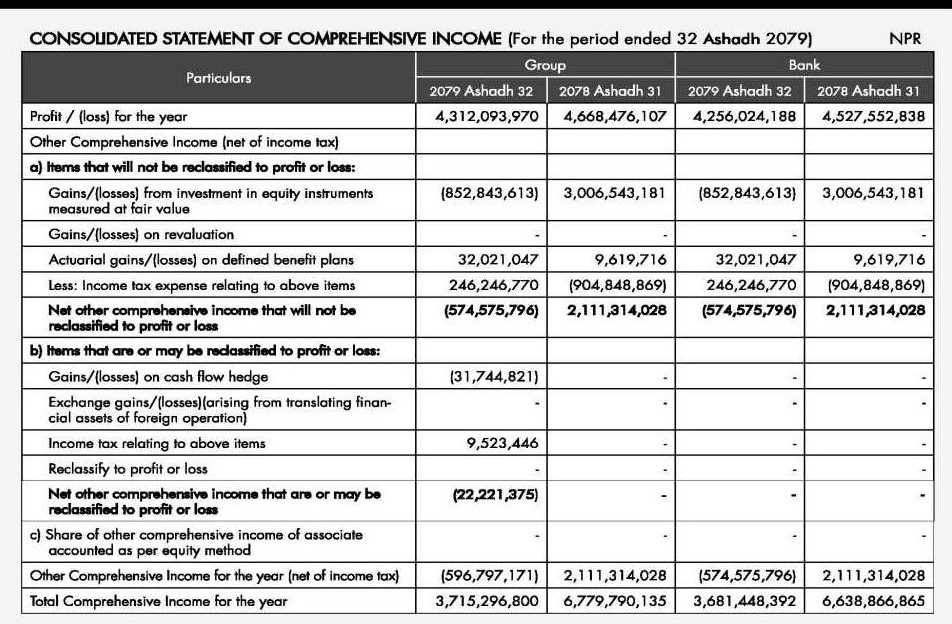 CONSOLIDATED STATEMENT OF COMPREHENSIVE INCOME (For the period ended 32 Ashadh 2079) NPR
Particulars Group Bank
2079 Ashadh 32 2078 Ashadh 31 2079 Ashadh 32 2078 Ashadh 31
Profit / (loss) for the year 4,312,093,970 4,668,476,107 4,256,024,188 4,527,552,838
Other Comprehensive Income (net of income tax)
a) Items that will not be reclassified to profit or loss:
Gains/(losses) from investment in equity instruments (852,843,613) 3,006,543,181 (852,843,613) 3,006,543,181
measured at fair value
Gains/(losses) on revaluation - - - -
Actuarial gains/(losses) on defined benefit plans 32,021,047 9,619,716 32,021,047 9,619,716
Less: Income tax expense relating to above items 246,246,770 (904,848,869) 246,246,770 (904,848,869)
Net other comprehensive income that will not be (574,575,796) 2,111,314,028 (574,575,796) 2,111,314,028
reclassified to profit or loss
b) Items that are or may be reclassified to profit or loss:
Gains/(losses) on cash flow hedge (31,744,821) - - -
Exchange gains/(losses)(arising from translating finan- - - - -
cial assets of foreign operation)
Income tax relating to above items 9,523,446 - - -
Reclassify to profit or loss - - - -
Net other comprehensive income that are or may be (22,221,375) - - -
reclassified to profit or loss
c) Share of other comprehensive income of associate - - - -
accounted as per equity method
Other Comprehensive Income for the year (net of income tax) (596,797,171) 2,111,314,028 (574,575,796) 2,111,314,028
Total Comprehensive Income for the year 3,715,296,800 6,779,790,135 3,681,448,392 6,638,866,865